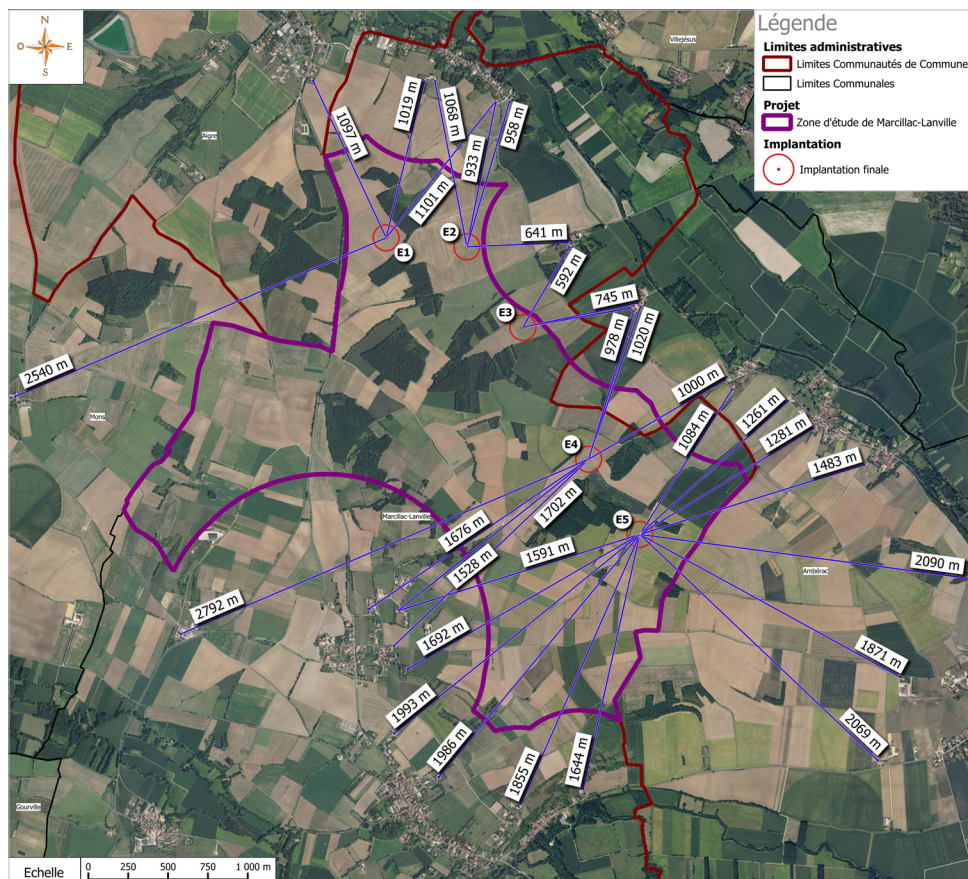 N
O
E
S
Légende
Limites administratives
Limites Communautés de Commune
Limites Communales
Projet
Zone d'étude de Marcillac-Lanville
Implantation
Implantation finale
Villejésus
Aigre
1097 m
1019 m
1068 m
933 m
958 m
1101 m
E1
E2
641 m
592 m
E3
745 m
978 m
1020 m
2540 m
Mons
1000 m
1084 m
1261 m
1281 m
1483 m
E4
1702 m
Marcillac-Lanville
E5
1676 m
1528 m
1591 m
2090 m
Ambérac
2792 m
1692 m
1871 m
1993 m
1986 m
1855 m
1644 m
2069 m
Gourville
Echelle
0 250 500 750 1 000 m